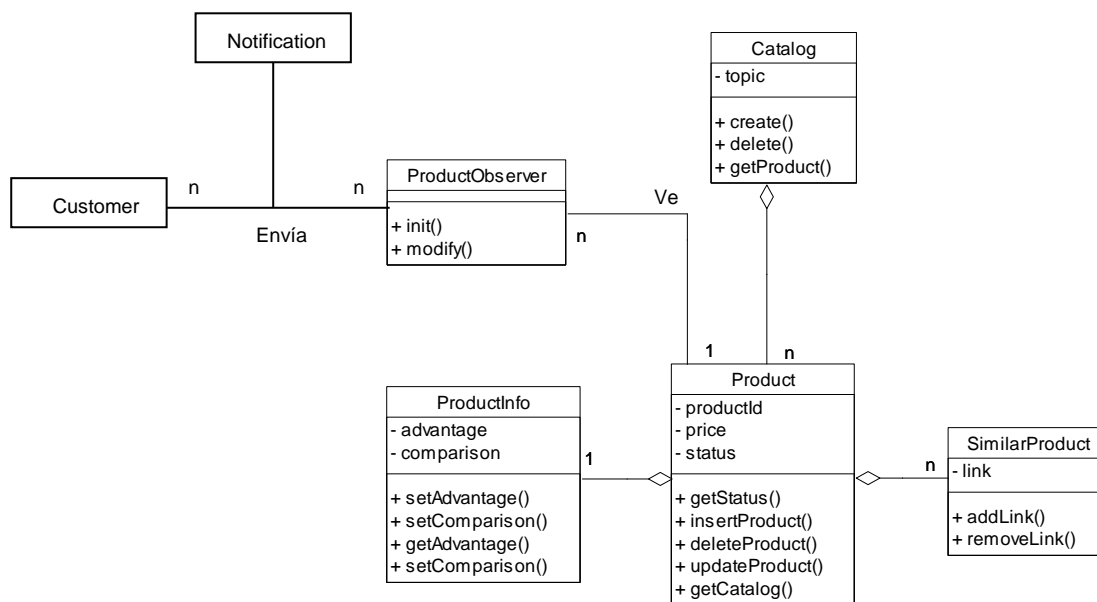 Notification
Catalog
- topic
+ create()
+ delete()
+ getProduct()
Customer
n
n
Envía
ProductObserver
+ init()
+ modify()
Ve
n
1
n
ProductInfo
- advantage
- comparison
+ setAdvantage()
+ setComparison()
+ getAdvantage()
+ setComparison()
1
Product
- productId
- price
- status
+ getStatus()
+ insertProduct()
+ deleteProduct()
+ updateProduct()
+ getCatalog()
n
SimilarProduct
- link
+ addLink()
+ removeLink()